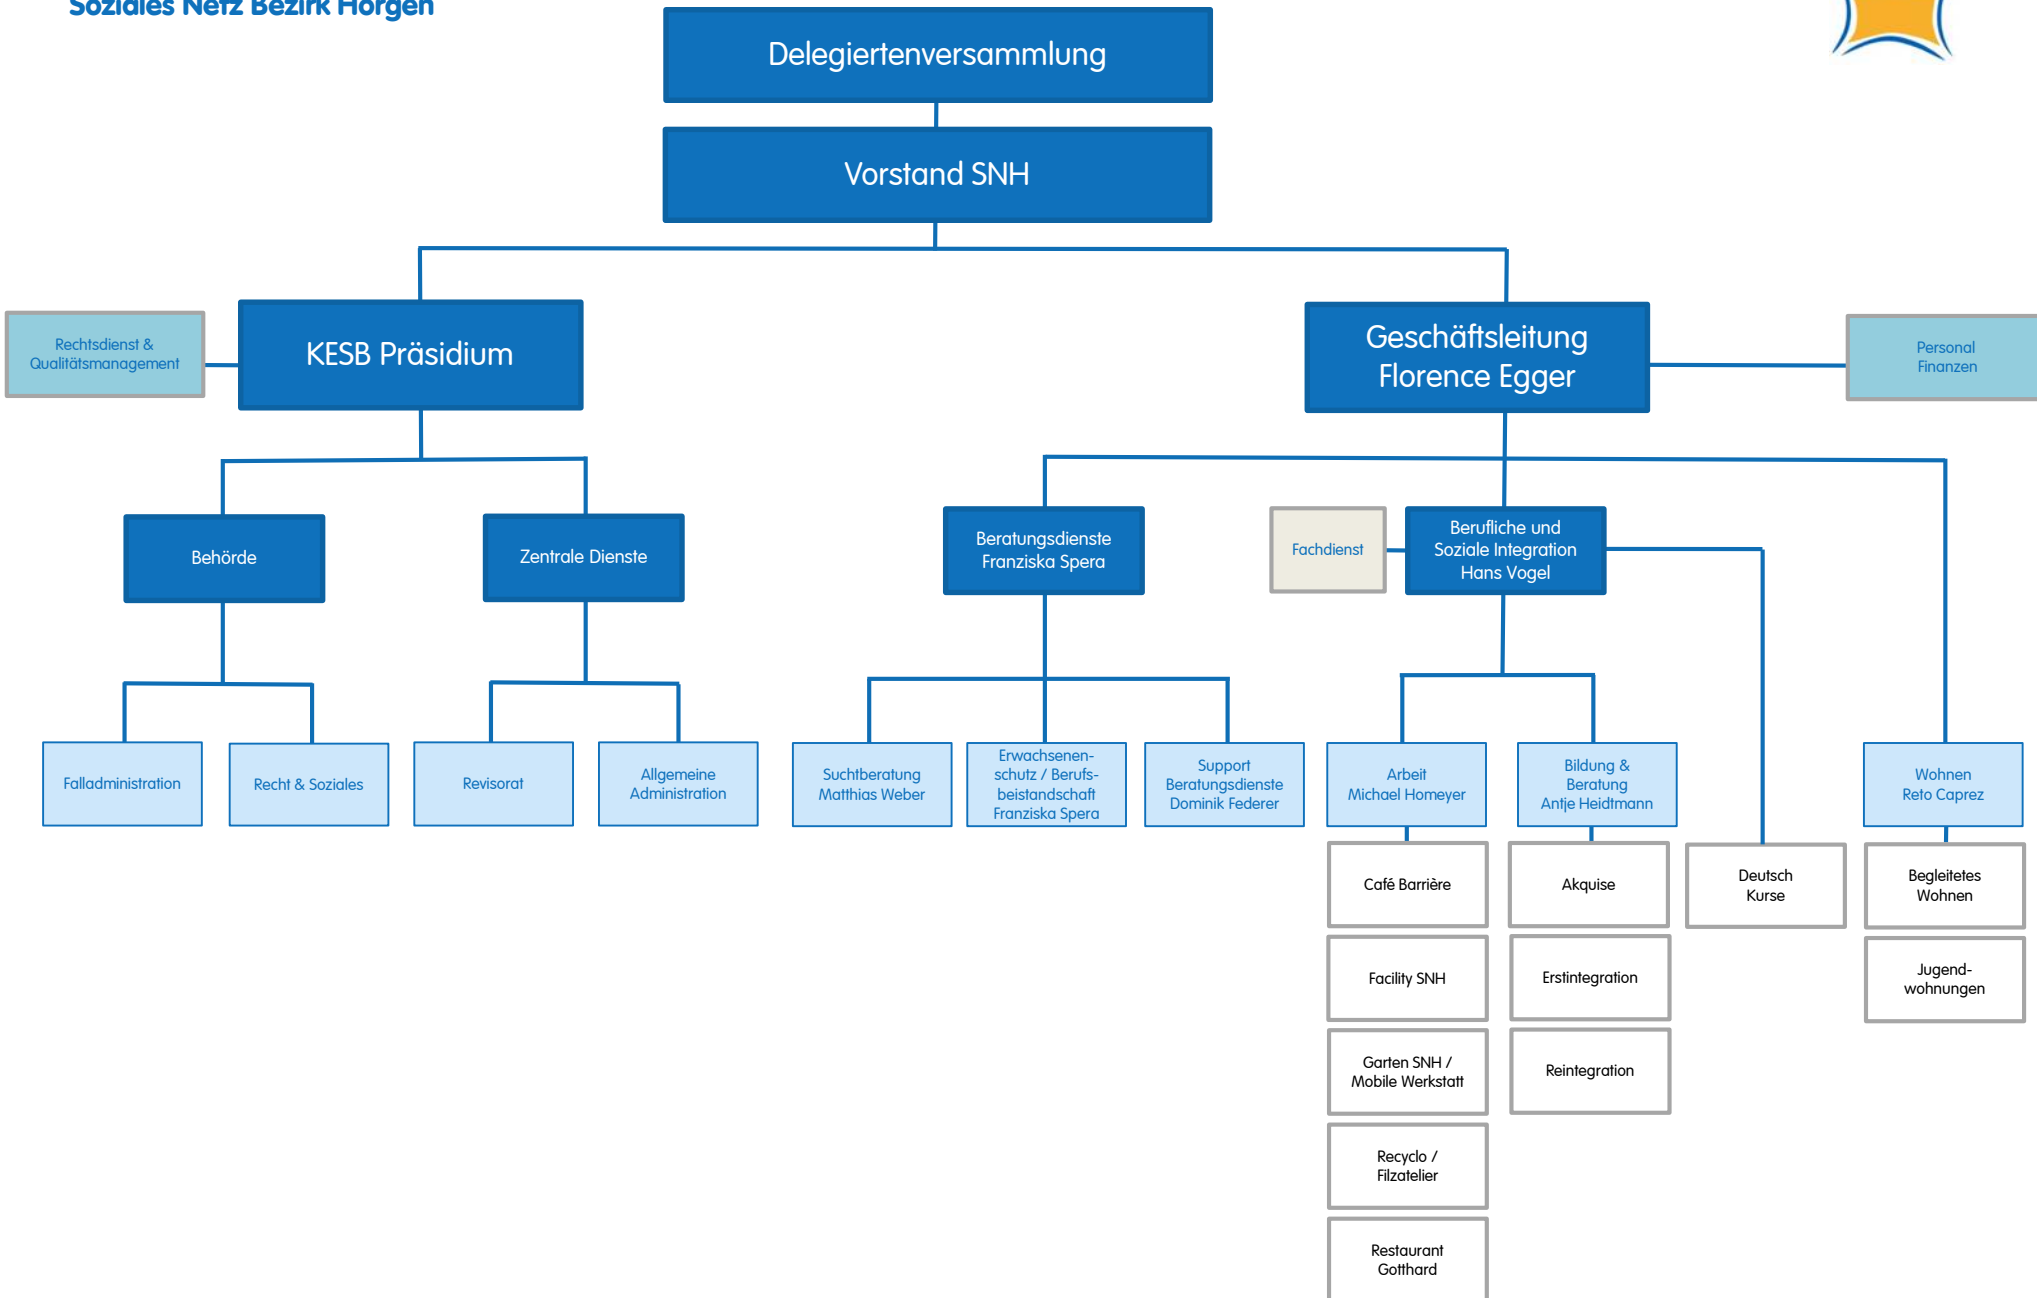 Soziales Netz Bezirk Horgen
Delegiertenversammlung
Vorstand SNH
Rechtsdienst &
Qualitätsmanagement
KESB Präsidium
Geschäftsleitung
Florence Egger
Personal
Finanzen
Behörde
Zentrale Dienste
Beratungsdienste
Franziska Spera
Fachdienst
Berufliche und
Soziale Integration
Hans Vogel
Falladministration
Recht & Soziales
Revisorat
Allgemeine
Administration
Suchtberatung
Matthias Weber
Erwachsenen-
schutz / Berufs-
beistandschaft
Franziska Spera
Support
Beratungsdienste
Dominik Federer
Arbeit
Michael Homeyer
Bildung &
Beratung
Antje Heidtmann
Wohnen
Reto Caprez
Café Barrière
Akquise
Deutsch
Kurse
Begleitetes
Wohnen
Facility SNH
Erstintegration
Jugend-
wohnungen
Garten SNH /
Mobile Werkstatt
Reintegration
Recyclo /
Filzatelier
Restaurant
Gotthard